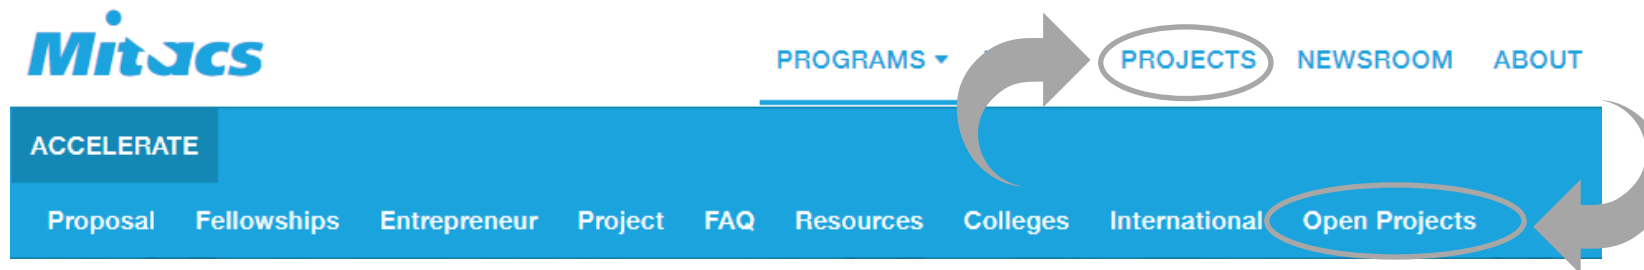 Mitacs
PROGRAMS PROJECTS NEWSROOM ABOUT
ACCELERATE
Proposal Fellowships Entrepreneur Project FAQ Resources Colleges International Open Projects